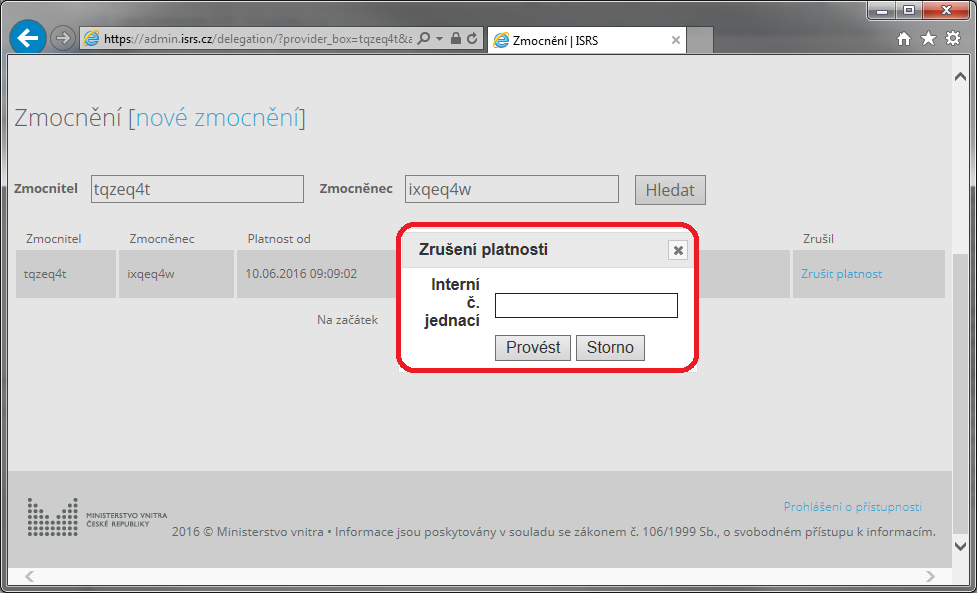 https://admin.isrs.cz/delegation/?provider_box=tqzeq4t&
Zmocnění | ISRS
Zmocnění [nové zmocnění]
Zmocnitel tqzeq4t Zmocněnec ixqeq4w Hledat
Zmocnitel Zmocněnec Platnost od Zrušil
tqzeq4t ixqeq4w 10.06.2016 09:09:02 Zrušit platnost
Na začátek
Zrušení platnosti
Interní
č.
jednací
Provést Storno
MINISTERSTVO VNITRA
ČESKÉ REPUBLIKY
Prohlášení o přístupnosti
2016 © Ministerstvo vnitra • Informace jsou poskytovány v souladu se zákonem č. 106/1999 Sb., o svobodném přístupu k informacím.